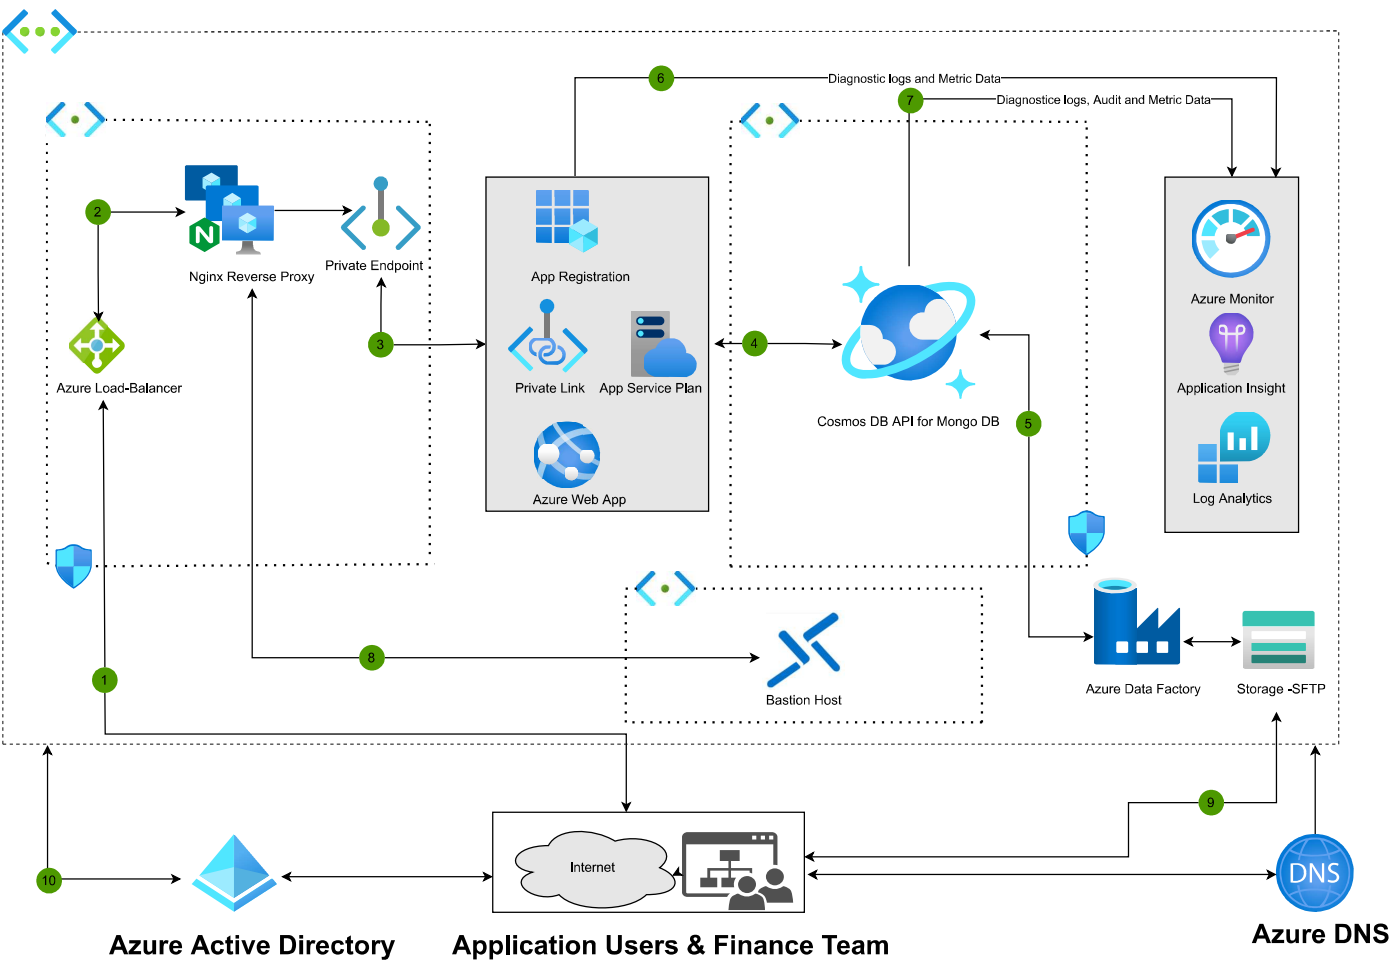 6
Diagnostic logs and Metric Data
7
Diagnostice logs, Audit and Metric Data
2
N
Nginx Reverse Proxy
Private Endpoint
App Registration
Azure Monitor
3
4
Azure Load-Balancer
Private Link
App Service Plan
Application Insight
Cosmos DB API for Mongo DB
5
Azure Web App
Log Analytics
8
1
Bastion Host
Azure Data Factory
Storage -SFTP
9
Internet
10
DNS
Azure Active Directory
Application Users & Finance Team
Azure DNS